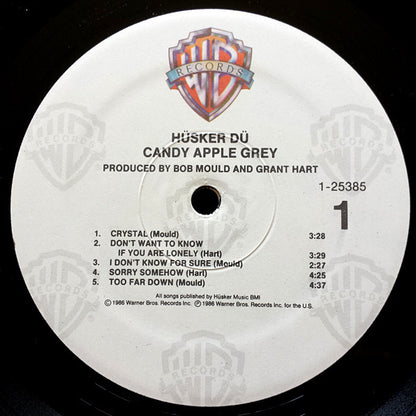 WB
RECORDS
HÜSKER DÜ
CANDY APPLE GREY
PRODUCED BY BOB MOULD AND GRANT HART
1-25385
1
1. CRYSTAL (Mould) 3:28
2. DON'T WANT TO KNOW
IF YOU ARE LONELY (Hart) 3:29
3. I DON'T KNOW FOR SURE (Mould) 2:27
4. SORRY SOMEHOW (Hart) 4:25
5. TOO FAR DOWN (Mould) 4:37
All songs published by Hüsker Music BMI
© 1986 Warner Bros. Records Inc. ℗ 1986 Warner Bros. Records Inc. for the U.S.